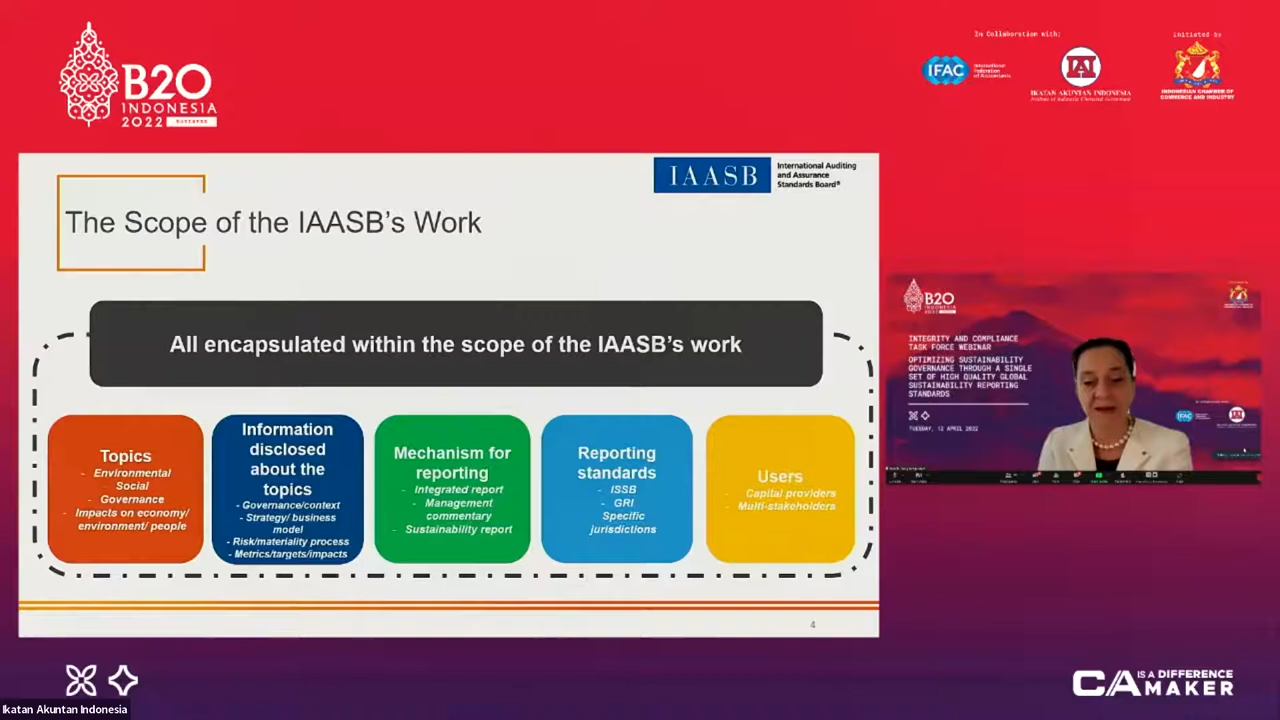 B20
INDONESIA
2022
In Collaboration with:
IFAC
International
Federation
of Accountants
IAI
IKATAN AKUNTAN INDONESIA
initiated by
INDONESIAN CHAMBER OF
COMMERCE AND INDUSTRY
IAASB
International Auditing
and Assurance
Standards Board®
The Scope of the IAASB's Work
All encapsulated within the scope of the IAASB's work
Topics
- Environmental
- Social
- Governance
- Impacts on economy/
environment/ people
Information
disclosed
about the
topics
- Governance/context
- Strategy/ business
model
- Risk/materiality process
- Metrics/targets/impacts
Mechanism for
reporting
- Integrated report
- Management
commentary
- Sustainability report
Reporting
standards
- ISSB
- GRI
Specific
jurisdictions
Users
- Capital providers
- Multi-stakeholders
4
B20
INDONESIA
INTEGRITY AND COMPLIANCE
TASK FORCE WEBINAR
OPTIMIZING SUSTAINABILITY
GOVERNANCE THROUGH A SINGLE
SET OF HIGH QUALITY GLOBAL
SUSTAINABILITY REPORTING
STANDARDS
TUESDAY, 12 APRIL 2022
IFAC
CA IS A DIFFERENCE
MAKER
Ikatan Akuntan Indonesia